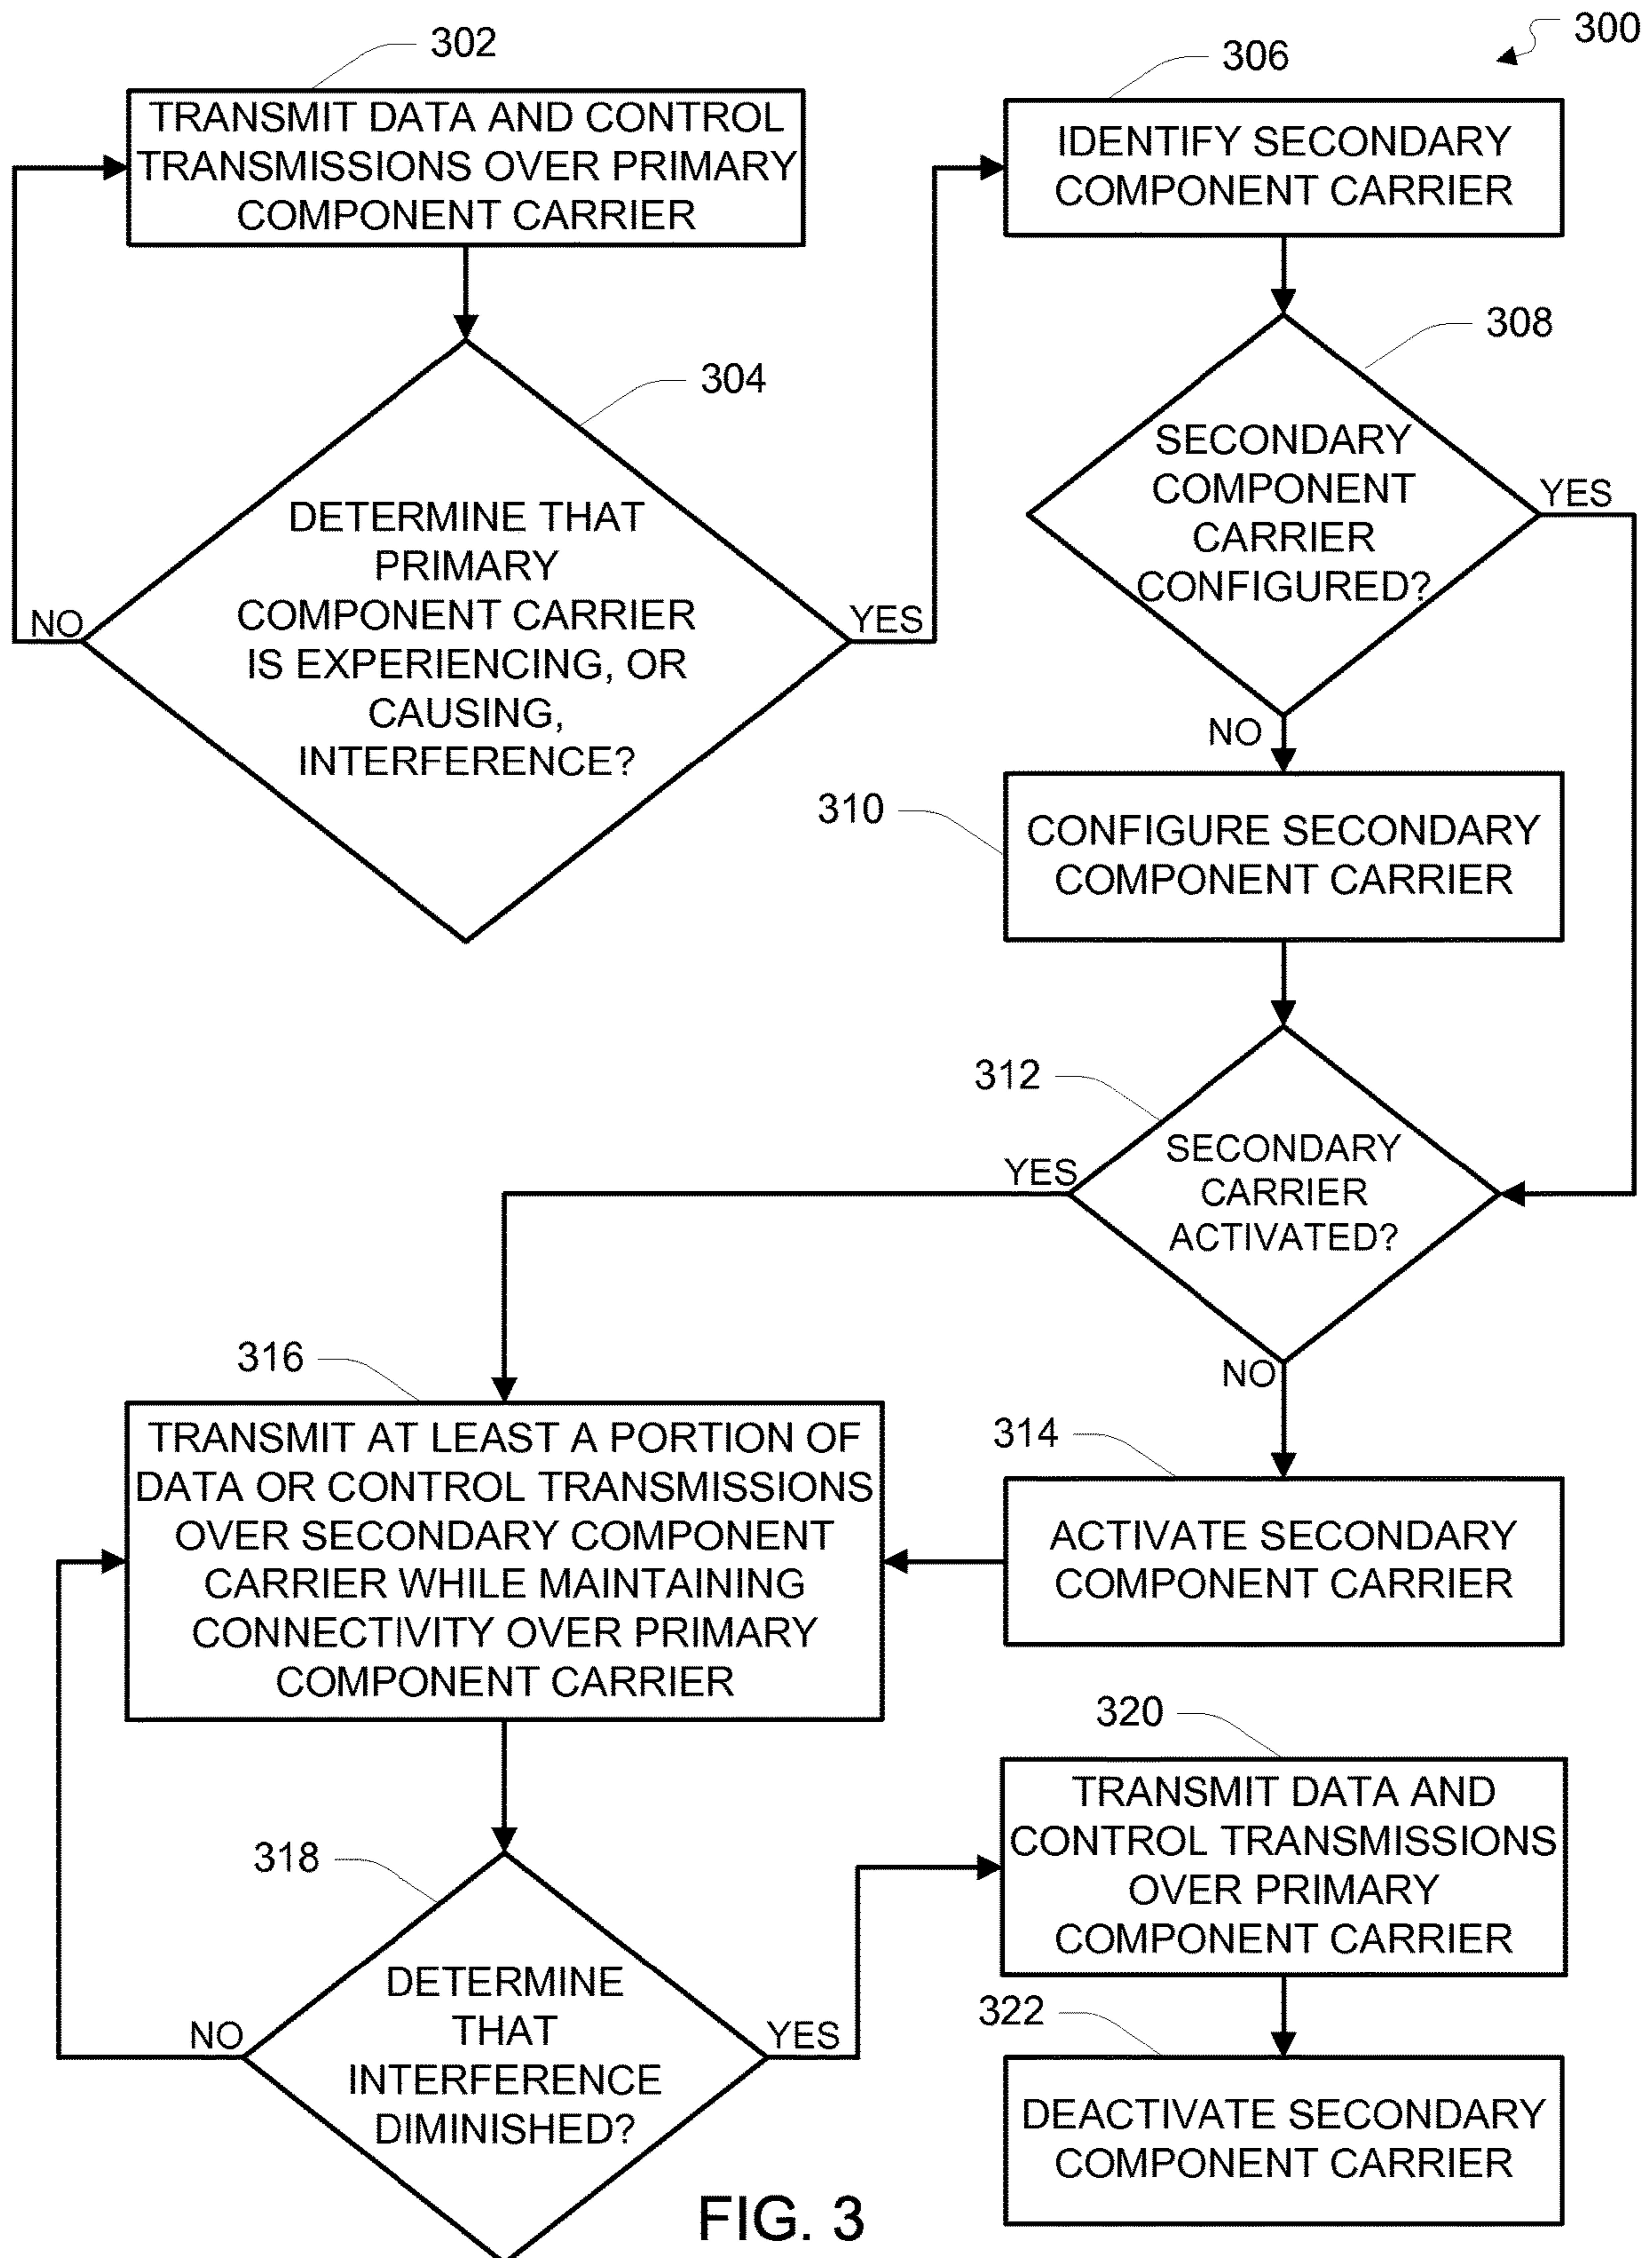 300
302
TRANSMIT DATA AND CONTROL
TRANSMISSIONS OVER PRIMARY
COMPONENT CARRIER
304
DETERMINE THAT
PRIMARY
COMPONENT CARRIER
IS EXPERIENCING, OR
CAUSING,
INTERFERENCE?
NO
YES
306
IDENTIFY SECONDARY
COMPONENT CARRIER
308
SECONDARY
COMPONENT
CARRIER
CONFIGURED?
YES
NO
310
CONFIGURE SECONDARY
COMPONENT CARRIER
312
SECONDARY
CARRIER
ACTIVATED?
YES
NO
314
ACTIVATE SECONDARY
COMPONENT CARRIER
316
TRANSMIT AT LEAST A PORTION OF
DATA OR CONTROL TRANSMISSIONS
OVER SECONDARY COMPONENT
CARRIER WHILE MAINTAINING
CONNECTIVITY OVER PRIMARY
COMPONENT CARRIER
318
DETERMINE
THAT
INTERFERENCE
DIMINISHED?
NO
YES
320
TRANSMIT DATA AND
CONTROL TRANSMISSIONS
OVER PRIMARY
COMPONENT CARRIER
322
DEACTIVATE SECONDARY
COMPONENT CARRIER
FIG. 3